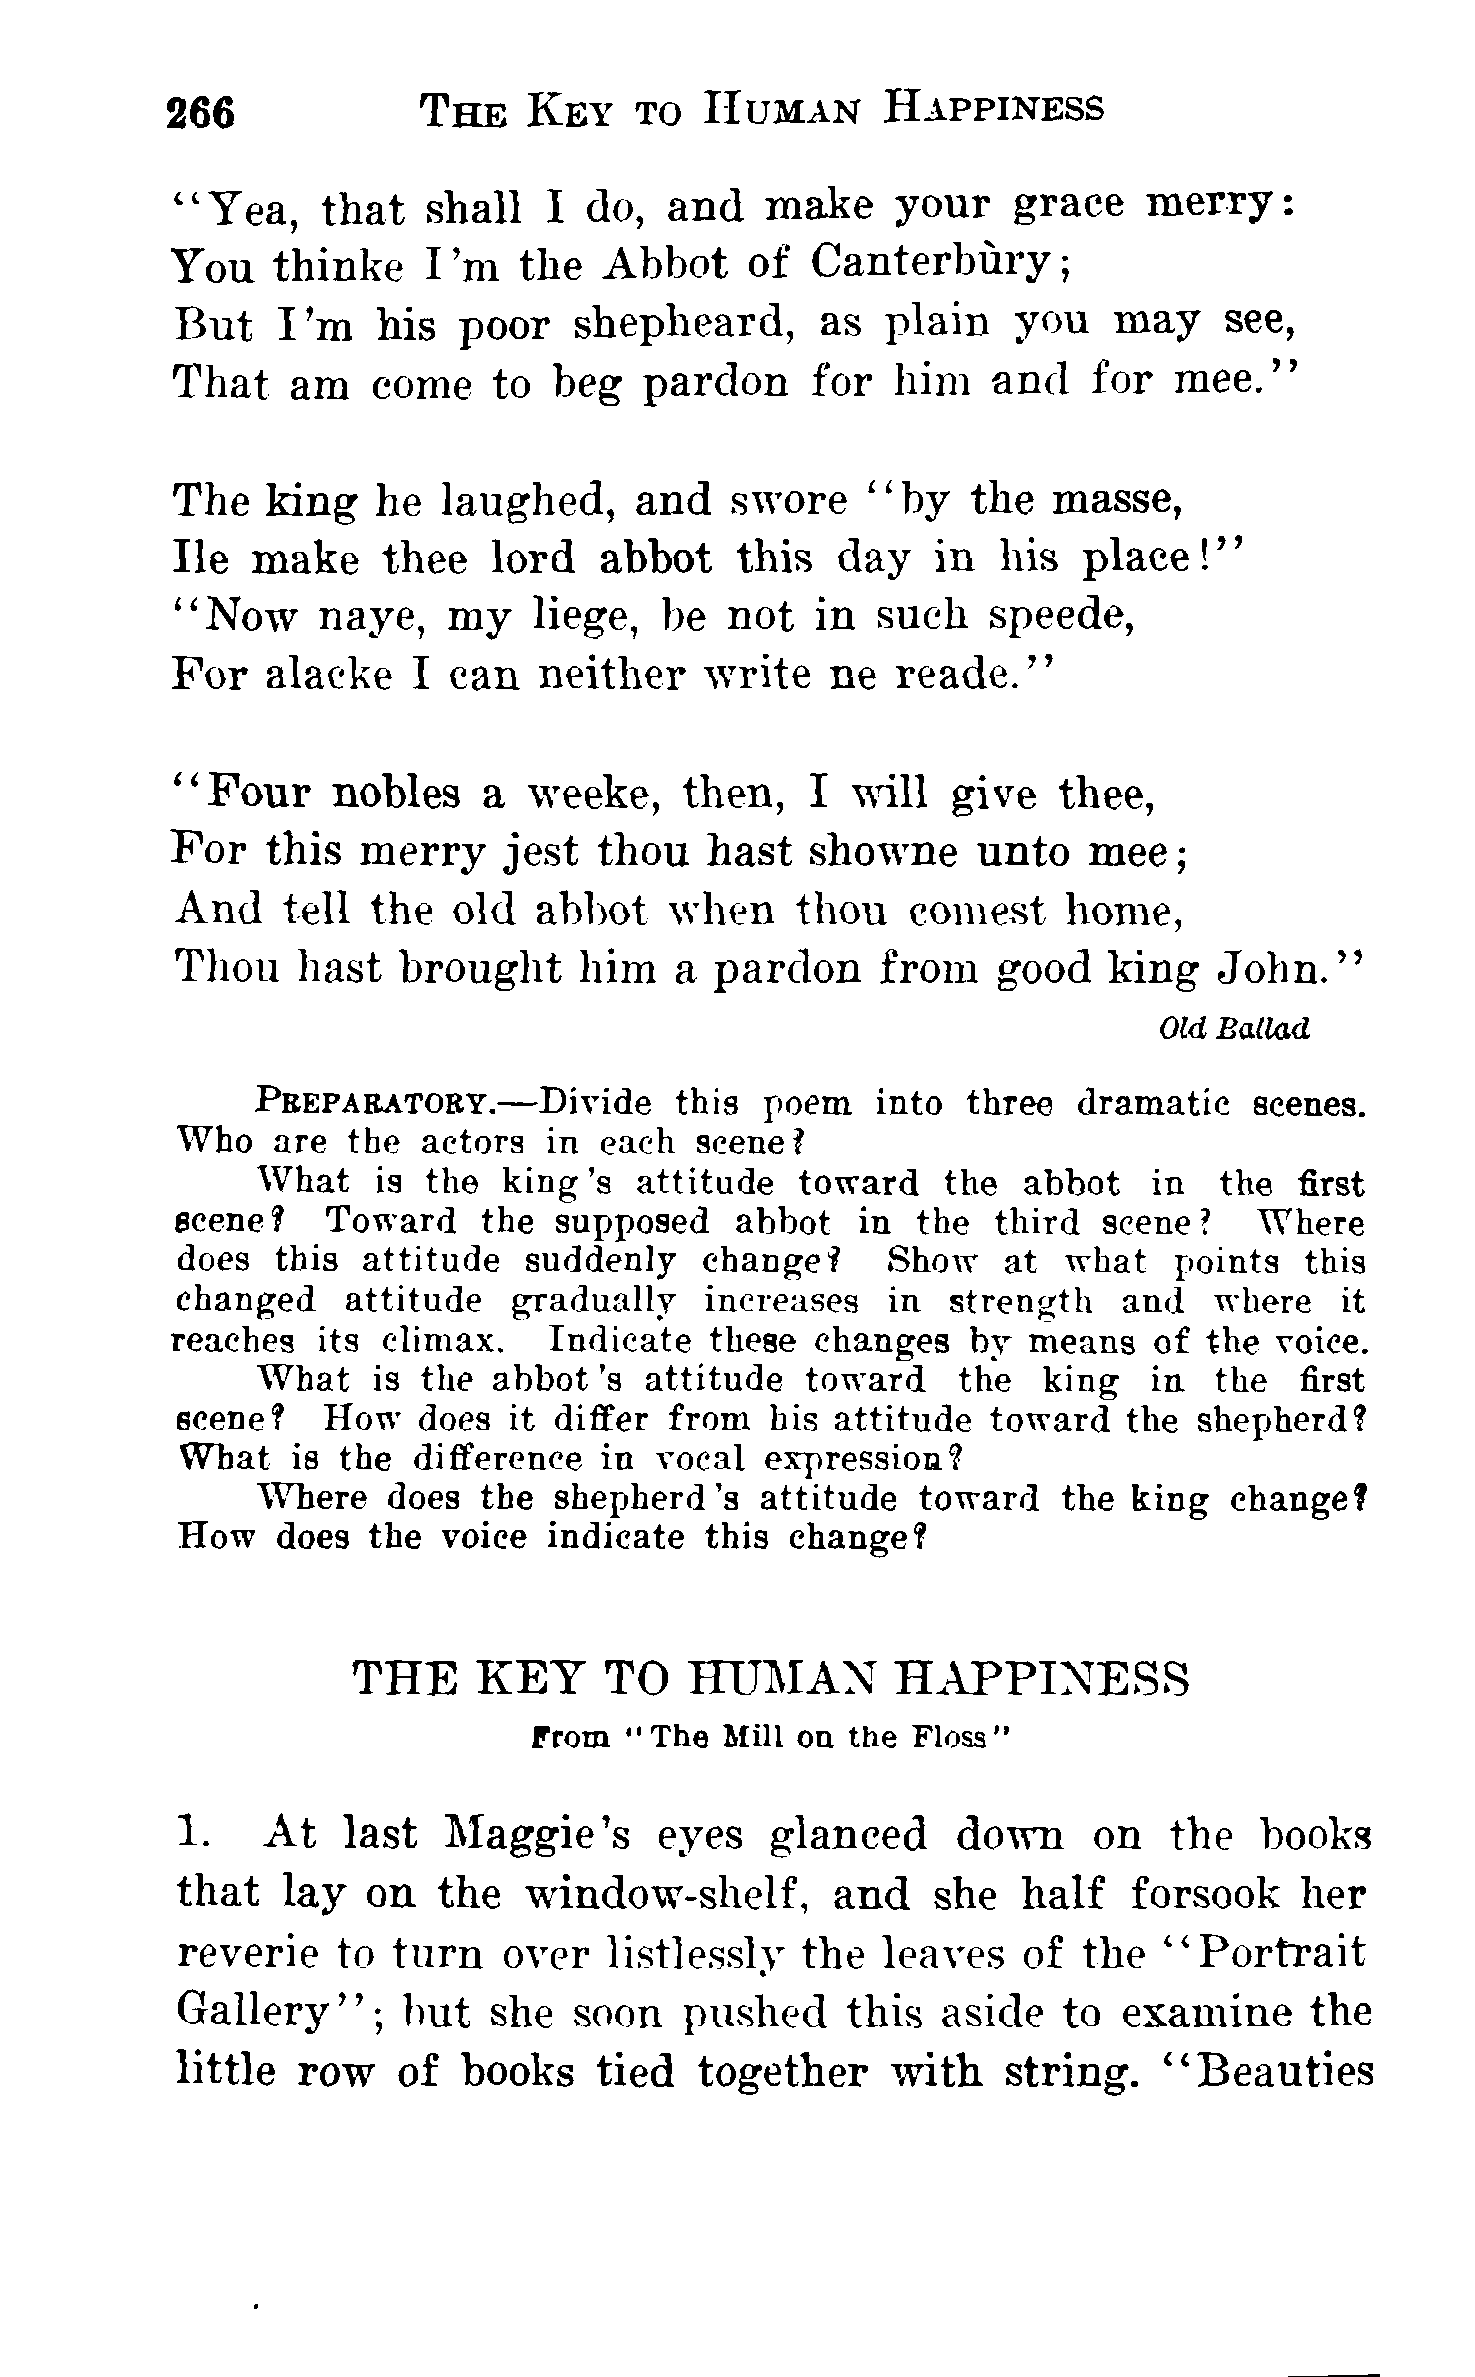 266 The Key to Human Happiness
"Yea, that shall I do, and make your grace merry:
You thinke I'm the Abbot of Canterbùry;
But I'm his poor shepheard, as plain you may see,
That am come to beg pardon for him and for mee."
The king he laughed, and swore "by the masse,
Ile make thee lord abbot this day in his place!"
"Now naye, my liege, be not in such speede,
For alacke I can neither write ne reade."
"Four nobles a weeke, then, I will give thee,
For this merry jest thou hast showne unto mee;
And tell the old abbot when thou comest home,
Thou hast brought him a pardon from good king John."
Old Ballad
Preparatory.—Divide this poem into three dramatic scenes.
Who are the actors in each scene?
What is the king's attitude toward the abbot in the first
scene? Toward the supposed abbot in the third scene? Where
does this attitude suddenly change? Show at what points this
changed attitude gradually increases in strength and where it
reaches its climax. Indicate these changes by means of the voice.
What is the abbot's attitude toward the king in the first
scene? How does it differ from his attitude toward the shepherd?
What is the difference in vocal expression?
Where does the shepherd's attitude toward the king change?
How does the voice indicate this change?
THE KEY TO HUMAN HAPPINESS
From "The Mill on the Floss"
1. At last Maggie's eyes glanced down on the books
that lay on the window-shelf, and she half forsook her
reverie to turn over listlessly the leaves of the "Portrait
Gallery"; but she soon pushed this aside to examine the
little row of books tied together with string. "Beauties